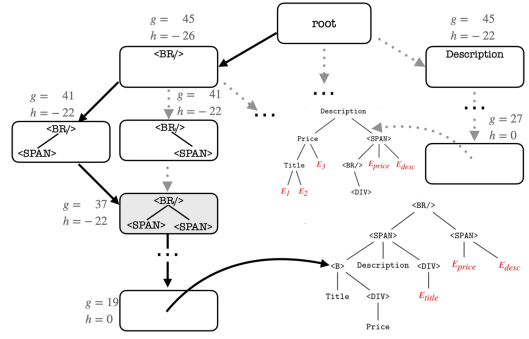 g = 45
h = −26
<BR/>
root
g = 45
h = −22
Description
...
...
...
g = 41
h = −22
<BR/>
<SPAN>
g = 41
h = −22
<BR/>
<SPAN>
g = 27
h = 0
Description
Price
<SPAN>
Title
E3
<BR/>
Eprice
Edesc
E1
E2
<DIV>
g = 37
h = −22
<BR/>
<SPAN>
<SPAN>
...
g = 19
h = 0
<BR/>
<SPAN>
<SPAN>
<B>
Description
<DIV>
Eprice
Edesc
Title
<DIV>
Etitle
Price